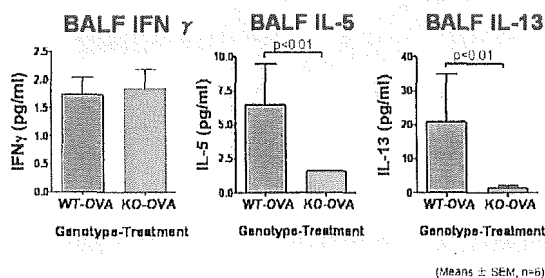 BALF IFN γ
BALF IL-5
BALF IL-13
p<0.01
p<0.01
IFNγ (pg/ml)
2.5
2.0
1.5
1.0
0.5
0.0
WT-OVA KO-OVA
Genotype-Treatment
IL-5 (pg/ml)
10.0
7.5
5.0
2.5
0.0
WT-OVA KO-OVA
Genotype-Treatment
IL-13 (pg/ml)
40
30
20
10
0
WT-OVA KO-OVA
Genotype-Treatment
(Means ± SEM, n=6)